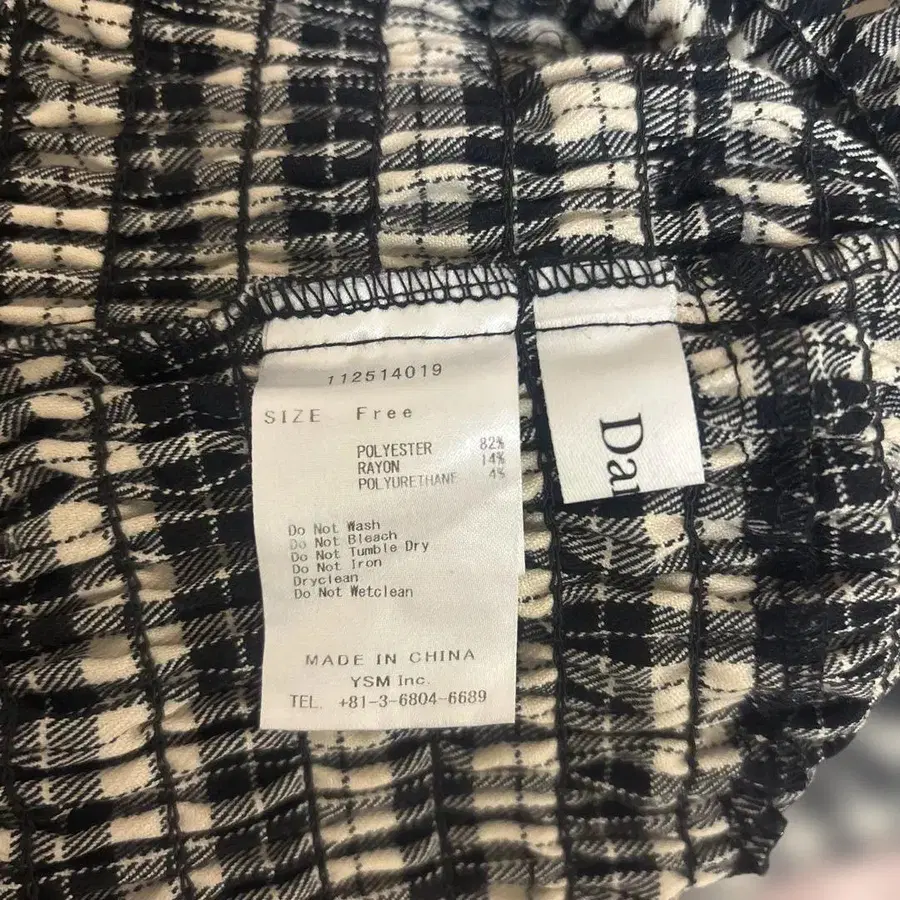 112514019
SIZE Free
POLYESTER 82%
RAYON 14%
POLYURETHANE 4%
Do Not Wash
Do Not Bleach
Do Not Tumble Dry
Do Not Iron
Dryclean
Do Not Wetclean
MADE IN CHINA
YSM Inc.
TEL. +81-3-6804-6689